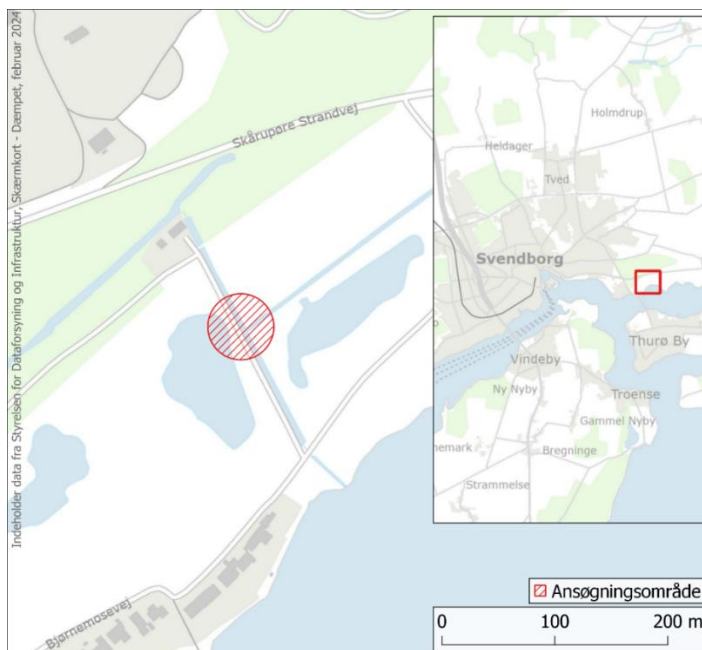 Indeholder data fra Styrelsen for Dataforsyning og Infrastruktur, Skærmkort - Dæmpet, februar 2024
Skårupøre Strandvej
Bjørnemosevej
Holmdrup
Heldager
Tved
Svendborg
Thurø By
Vindeby
Troense
Ny Nyby
Gammel Nyby
Bregninge
nemark
Strammelse
Ansøgningsområde
0 100 200 m